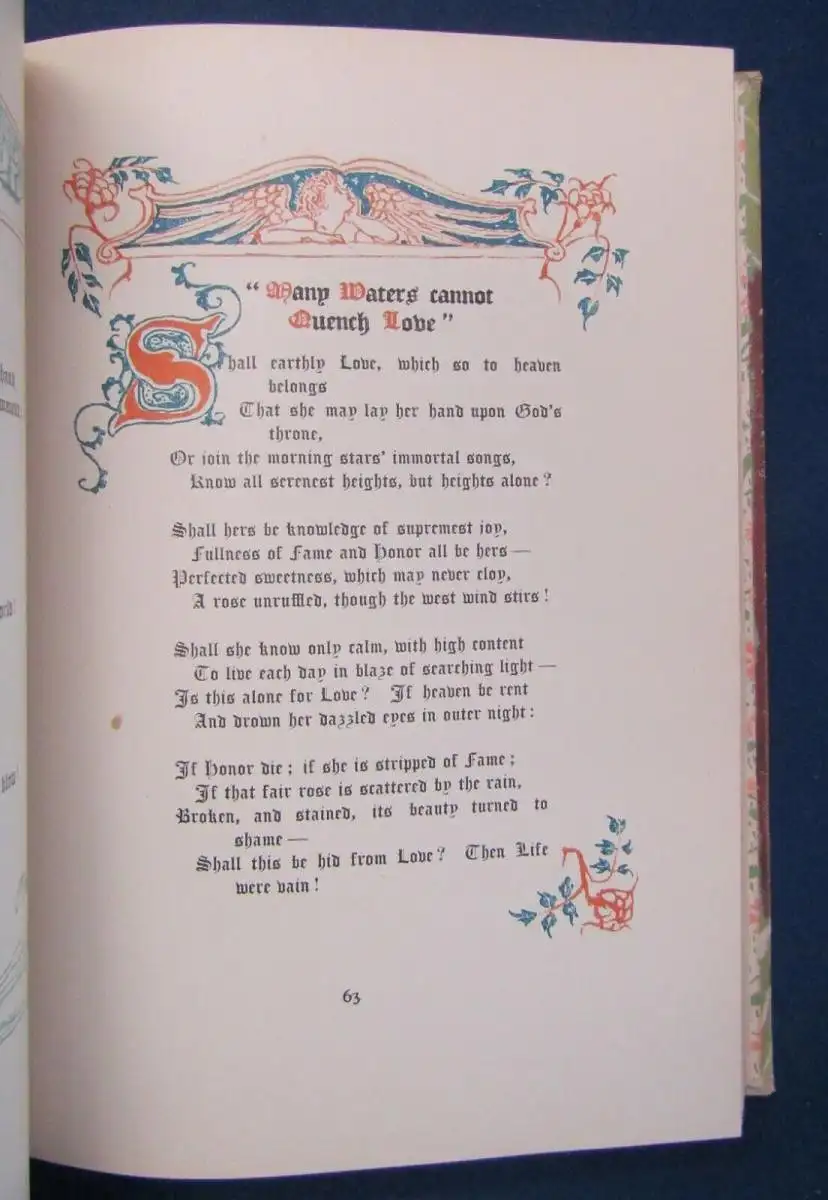 "Many Waters cannot
Quench Love"
Shall earthly Love, which so to heaven
belongs
That she may lay her hand upon God's
throne,
Or join the morning stars' immortal songs,
Know all serenest heights, but heights alone?
Shall hers be knowledge of supremest joy,
Fullness of Fame and Honor all be hers —
Perfected sweetness, which may never cloy,
A rose unruffled, though the west wind stirs!
Shall she know only calm, with high content
To live each day in blaze of searching light —
Is this alone for Love? If heaven be rent
And drown her dazzled eyes in outer night:
If Honor die; if she is stripped of Fame;
If that fair rose is scattered by the rain,
Broken, and stained, its beauty turned to
shame —
Shall this be hid from Love? Then Life
were vain!
63